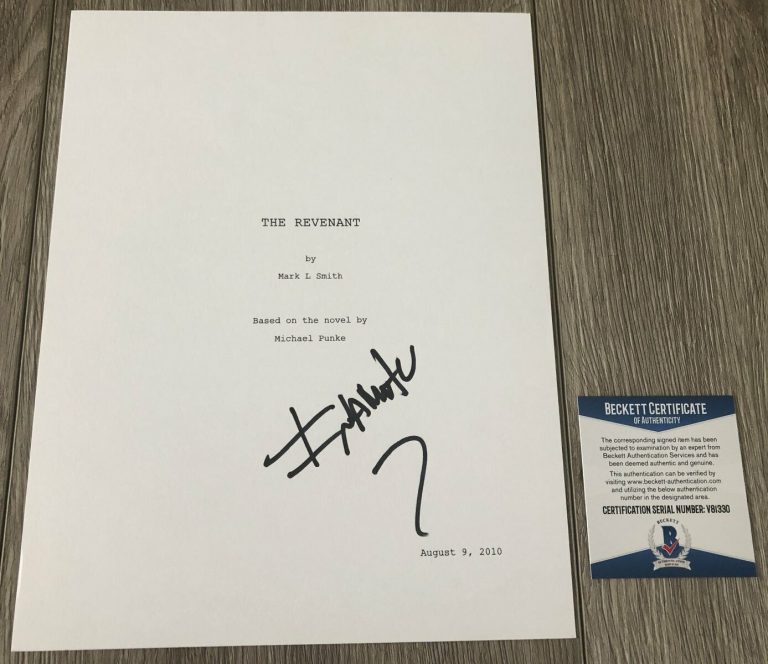 THE REVENANT
by
Mark L Smith
Based on the novel by
Michael Punke
August 9, 2010
BECKETT CERTIFICATE
OF AUTHENTICITY
The corresponding signed item has been
subjected to examination by an expert from
Beckett Authentication Services and has
been deemed authentic and genuine.
This authentication can be verified by
visiting www.beckett-authentication.com
and utilizing the below authentication
number in the designated area.
CERTIFICATION SERIAL NUMBER: V81330
BECKETT